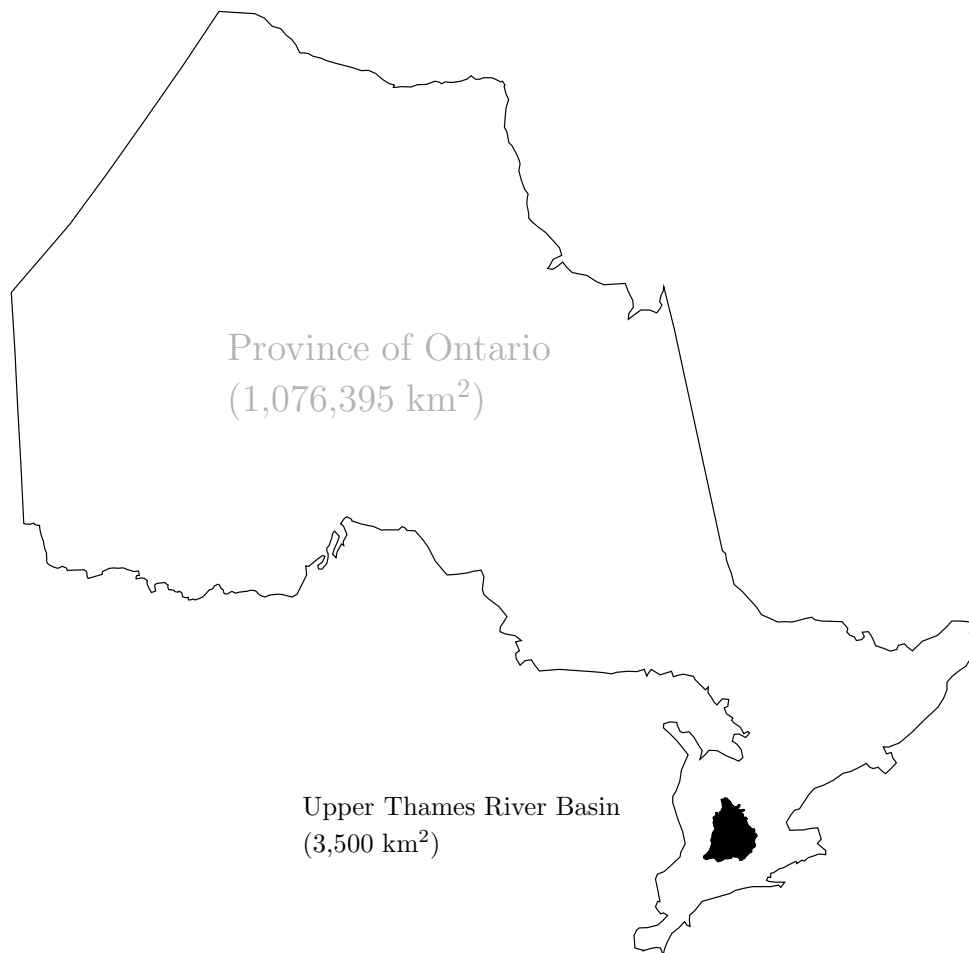 Province of Ontario
(1,076,395 km²)
Upper Thames River Basin
(3,500 km²)